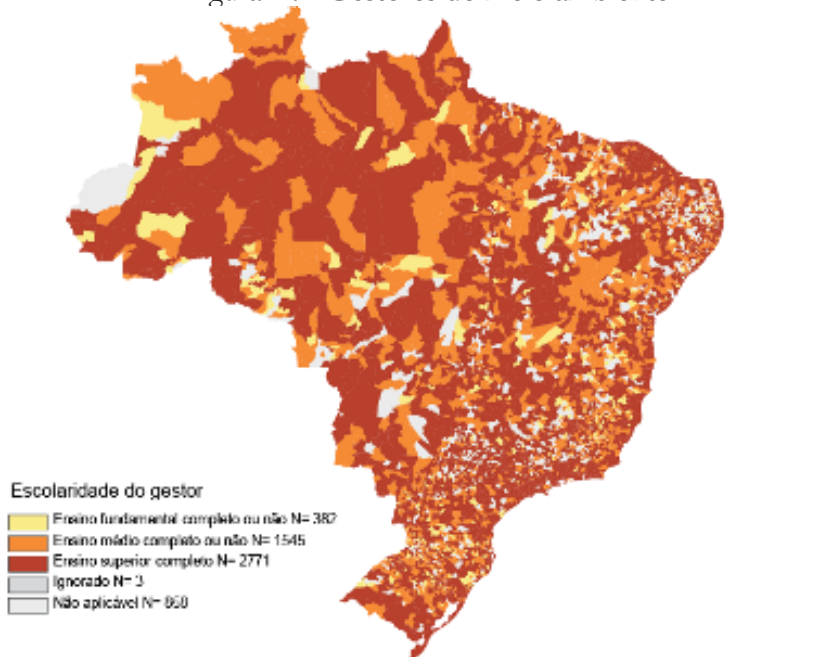 Escolaridade do gestor
Ensino fundamental completo ou não N= 382
Ensino médio completo ou não N= 1545
Ensino superior completo N= 2771
Ignorado N= 3
Não aplicável N=